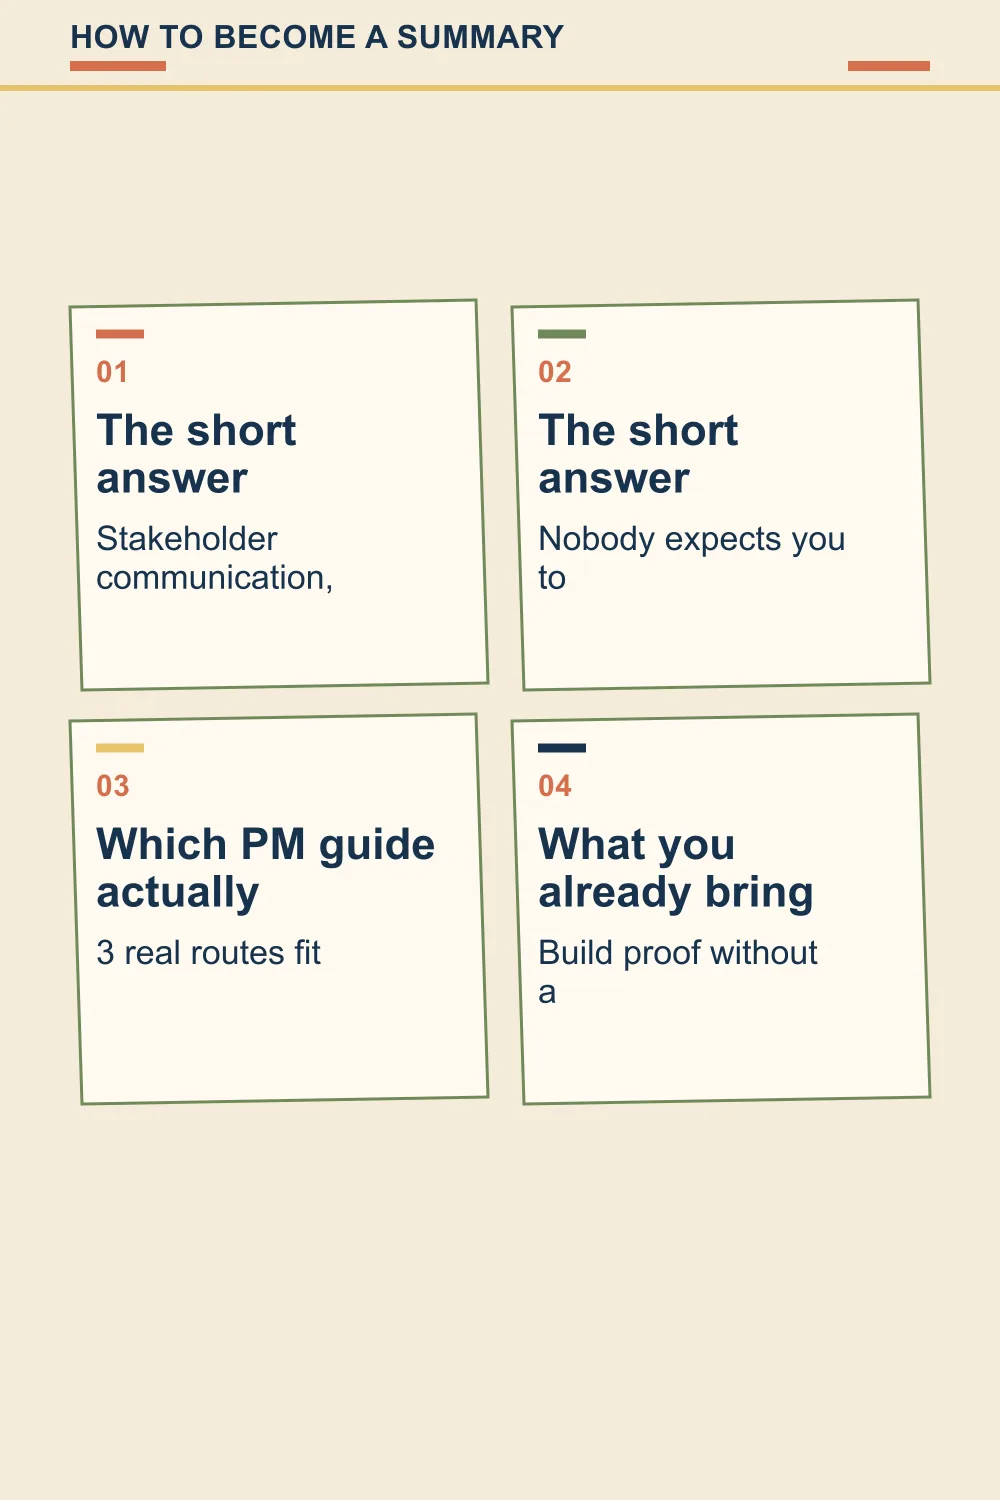 HOW TO BECOME A SUMMARY
01
The short
answer
Stakeholder
communication,
02
The short
answer
Nobody expects you
to
03
Which PM guide
actually
3 real routes fit
04
What you
already bring
Build proof without
a